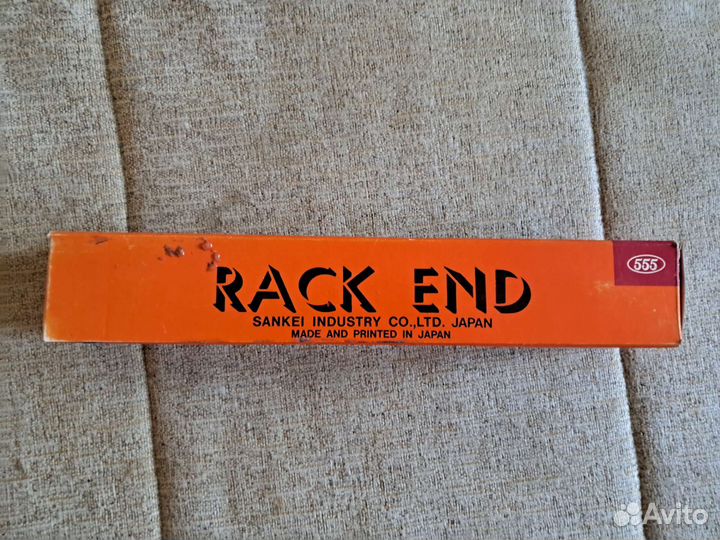 555
RACK END
SANKEI INDUSTRY CO.,LTD. JAPAN
MADE AND PRINTED IN JAPAN
Avito